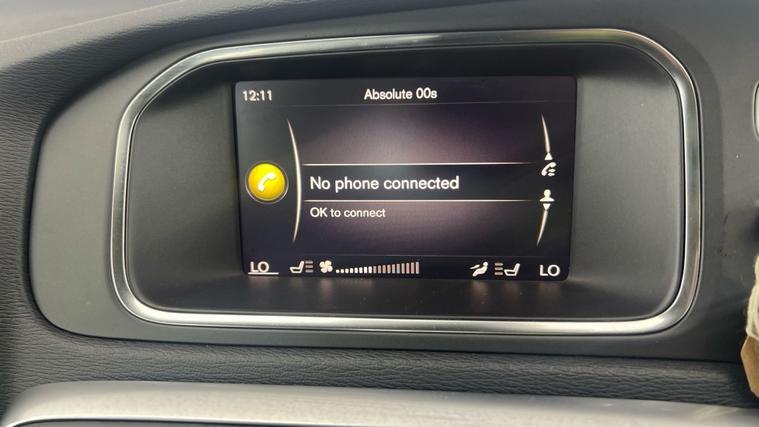 12:11 Absolute 00s
No phone connected
OK to connect
LO LO